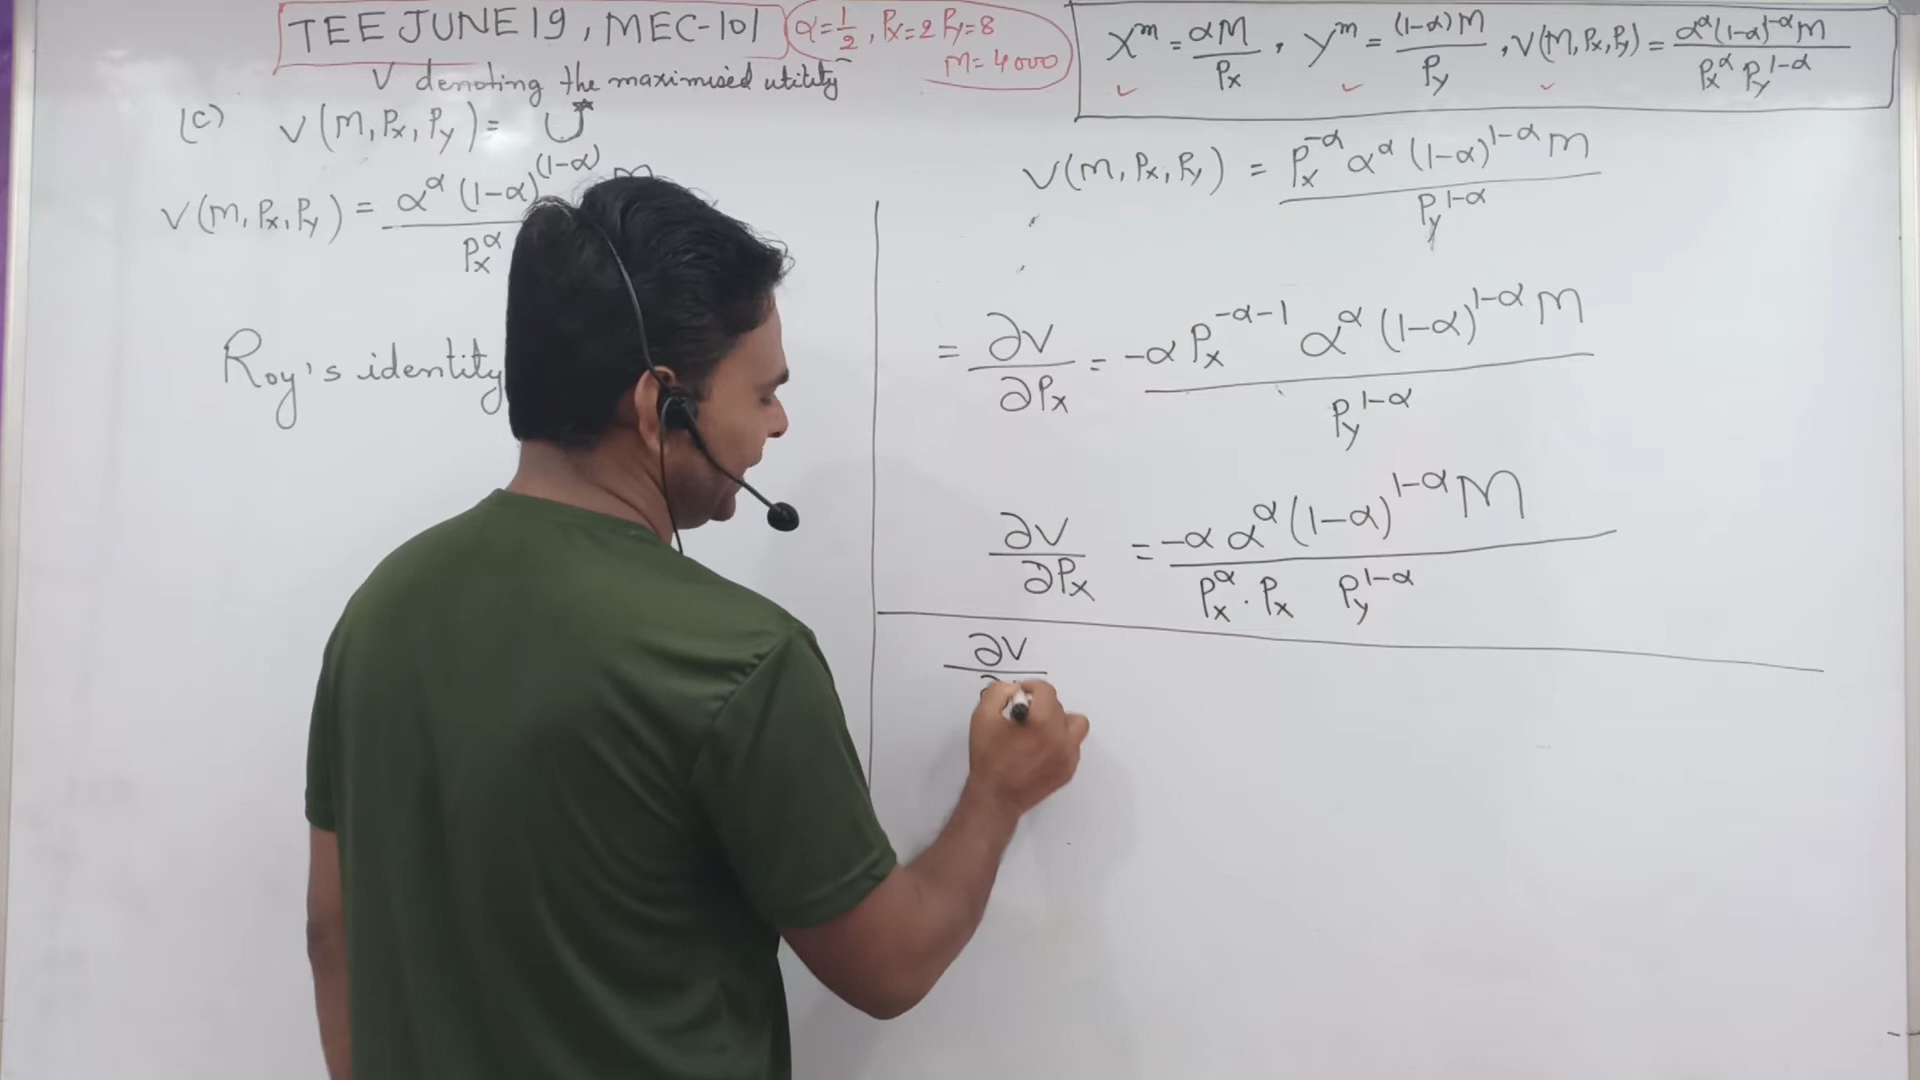 TEE JUNE 19, MEC-101
α = 1/2, Px = 2 Py = 8
M = 4000
X^m = αM/Px, Y^m = (1-α)M/Py, V(M, Px, Py) = α^α (1-α)^(1-α) M / Px^α Py^(1-α)
V denoting the maximised utility
(c) V(M, Px, Py) = U*
V(M, Px, Py) = α^α (1-α)^(1-α) / Px^α
Roy's identity
V(M, Px, Py) = Px^-α α^α (1-α)^(1-α) M / Py^(1-α)
= ∂V/∂Px = -α Px^(-α-1) α^α (1-α)^(1-α) M / Py^(1-α)
∂V/∂Px = -α α^α (1-α)^(1-α) M / Px^α . Px Py^(1-α)
∂V